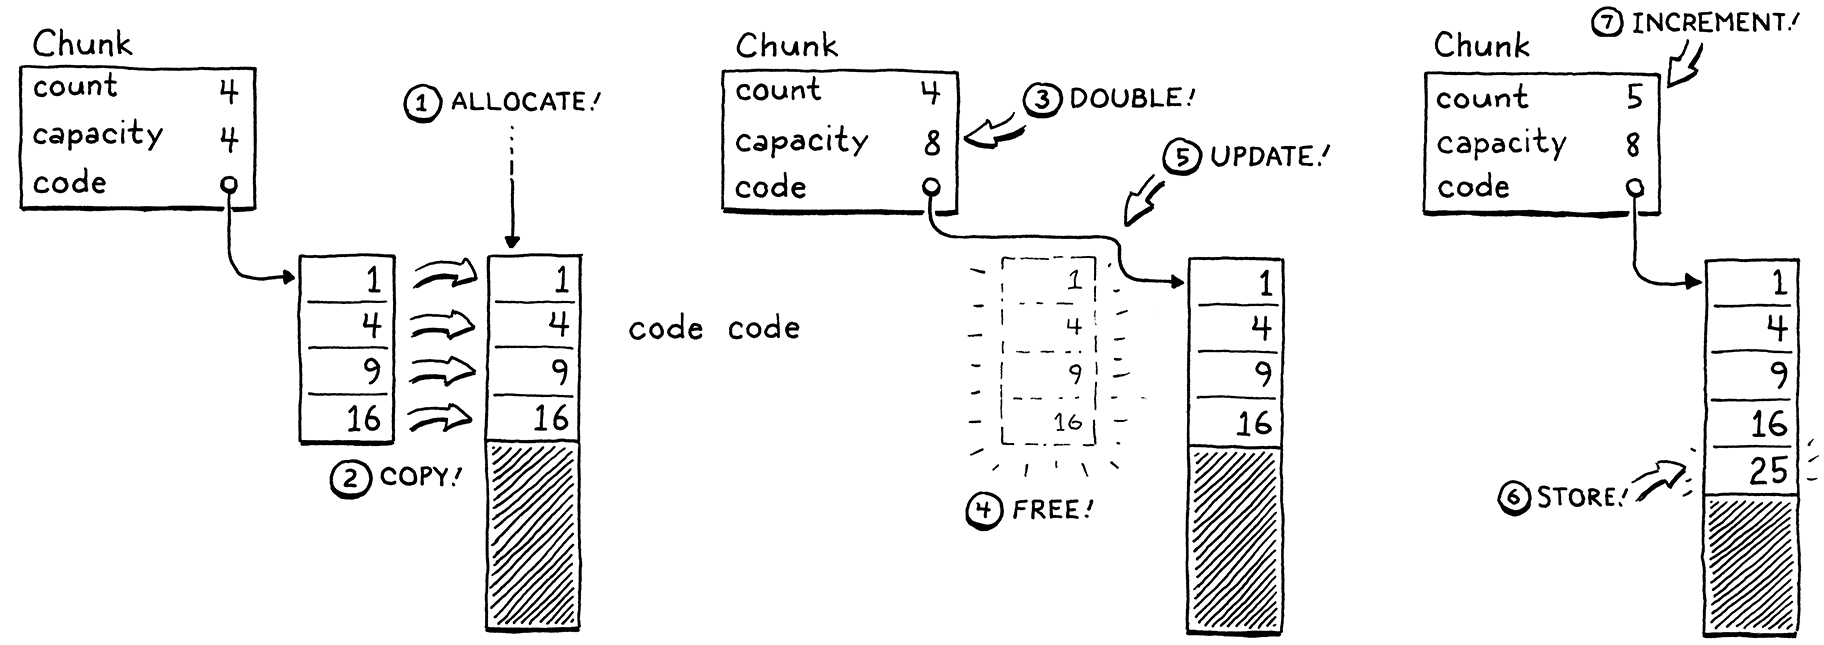 Chunk
count 4
capacity 4
code
① ALLOCATE!
1
4
9
16
1
4
9
16
② COPY!
code code
Chunk
count 4
capacity 8
code
③ DOUBLE!
⑤ UPDATE!
1
4
9
16
④ FREE!
1
4
9
16
Chunk
⑦ INCREMENT!
count 5
capacity 8
code
1
4
9
16
25
⑥ STORE!